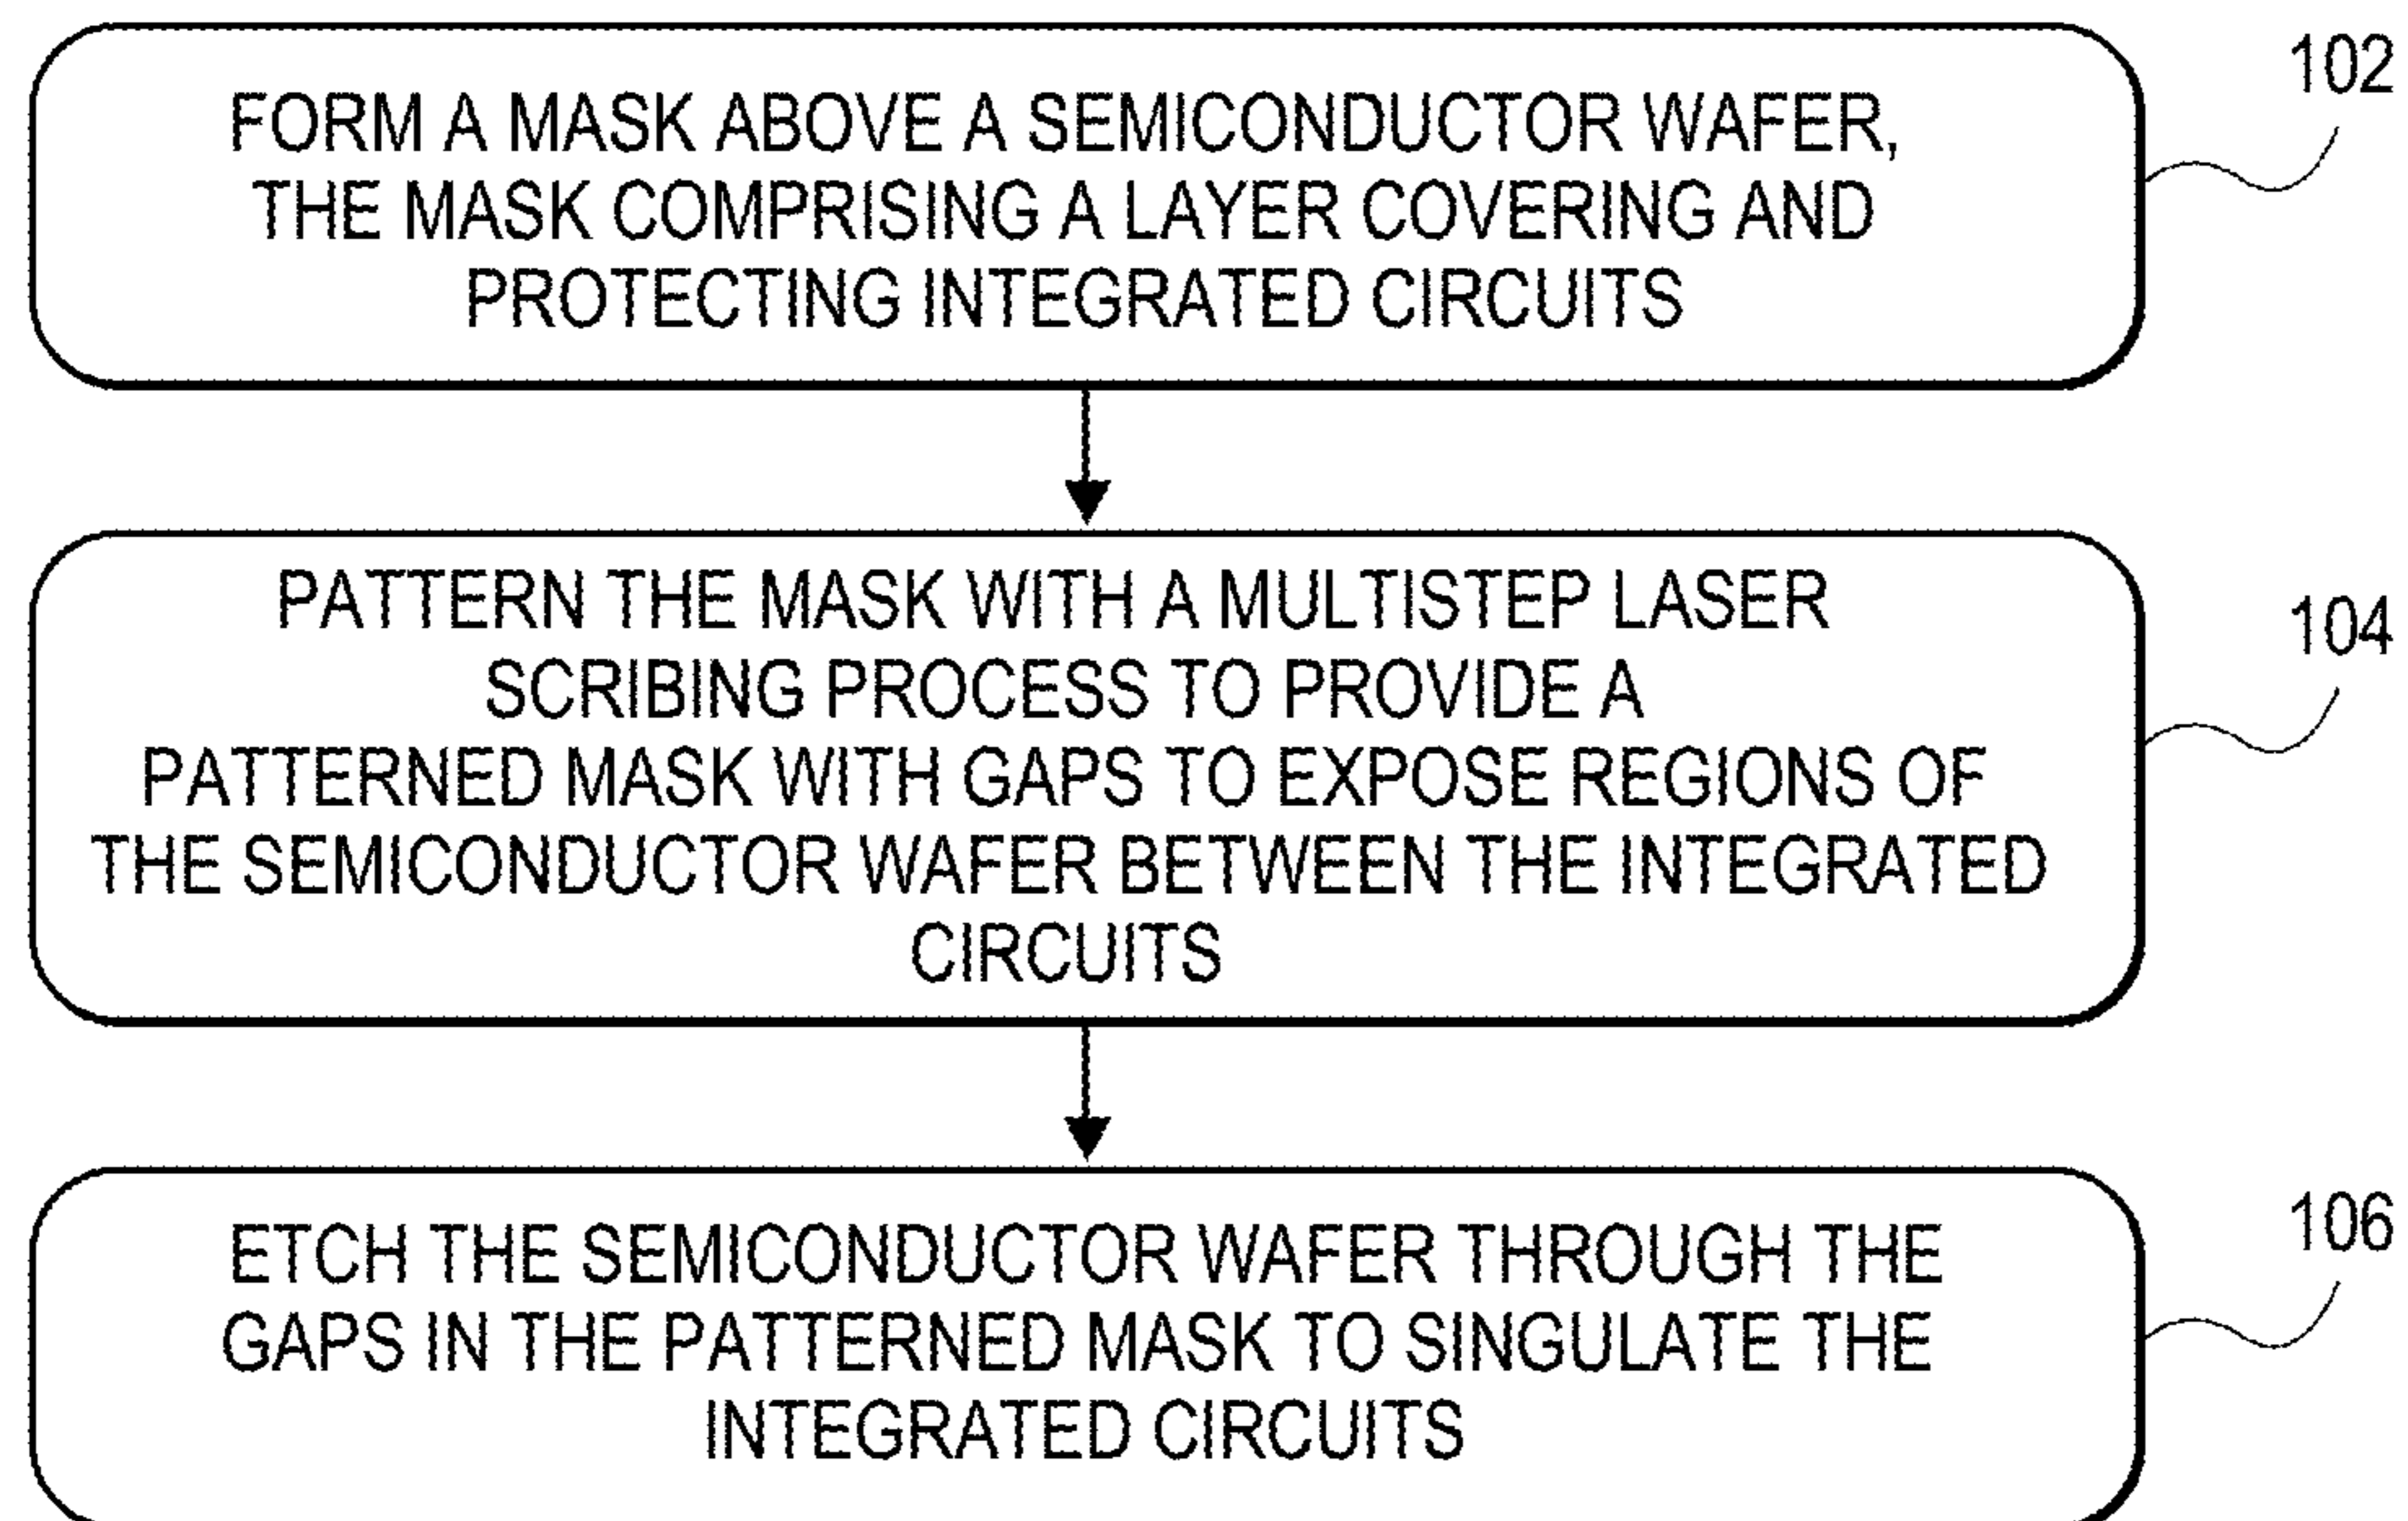 FORM A MASK ABOVE A SEMICONDUCTOR WAFER,
THE MASK COMPRISING A LAYER COVERING AND
PROTECTING INTEGRATED CIRCUITS
102
PATTERN THE MASK WITH A MULTISTEP LASER
SCRIBING PROCESS TO PROVIDE A
PATTERNED MASK WITH GAPS TO EXPOSE REGIONS OF
THE SEMICONDUCTOR WAFER BETWEEN THE INTEGRATED
CIRCUITS
104
ETCH THE SEMICONDUCTOR WAFER THROUGH THE
GAPS IN THE PATTERNED MASK TO SINGULATE THE
INTEGRATED CIRCUITS
106